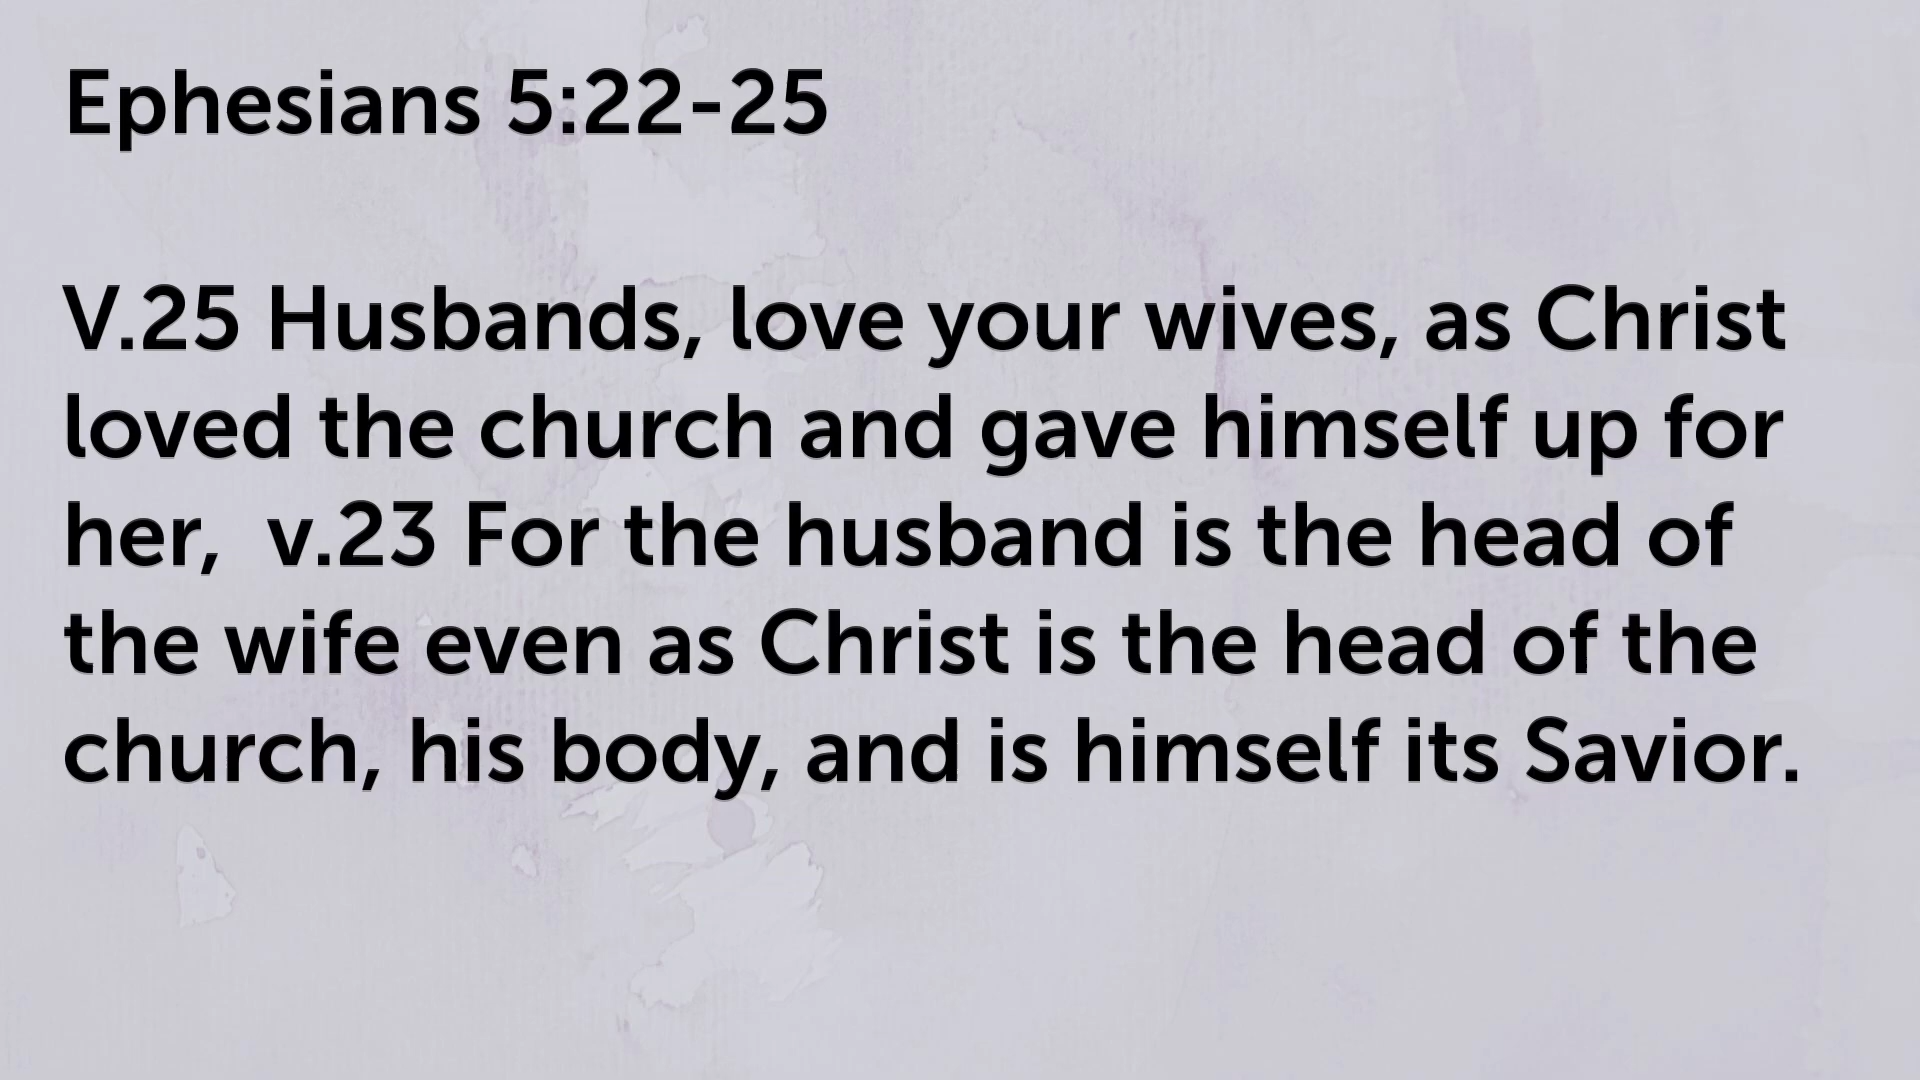 Ephesians 5:22-25
V.25 Husbands, love your wives, as Christ
loved the church and gave himself up for
her,  v.23 For the husband is the head of
the wife even as Christ is the head of the
church, his body, and is himself its Savior.